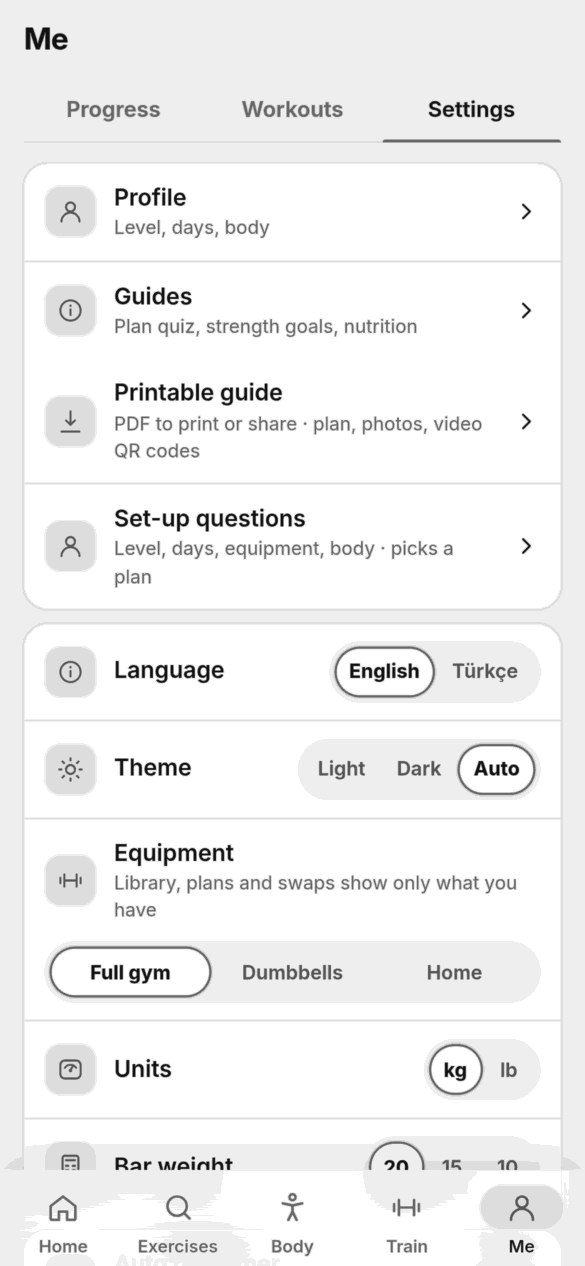 Me
Progress Workouts Settings
Profile
Level, days, body
Guides
Plan quiz, strength goals, nutrition
Printable guide
PDF to print or share · plan, photos, video
QR codes
Set-up questions
Level, days, equipment, body · picks a
plan
Language English Türkçe
Theme Light Dark Auto
Equipment
Library, plans and swaps show only what you
have
Full gym Dumbbells Home
Units kg lb
Bar weight 20 15 10
Home Exercises Body Train Me